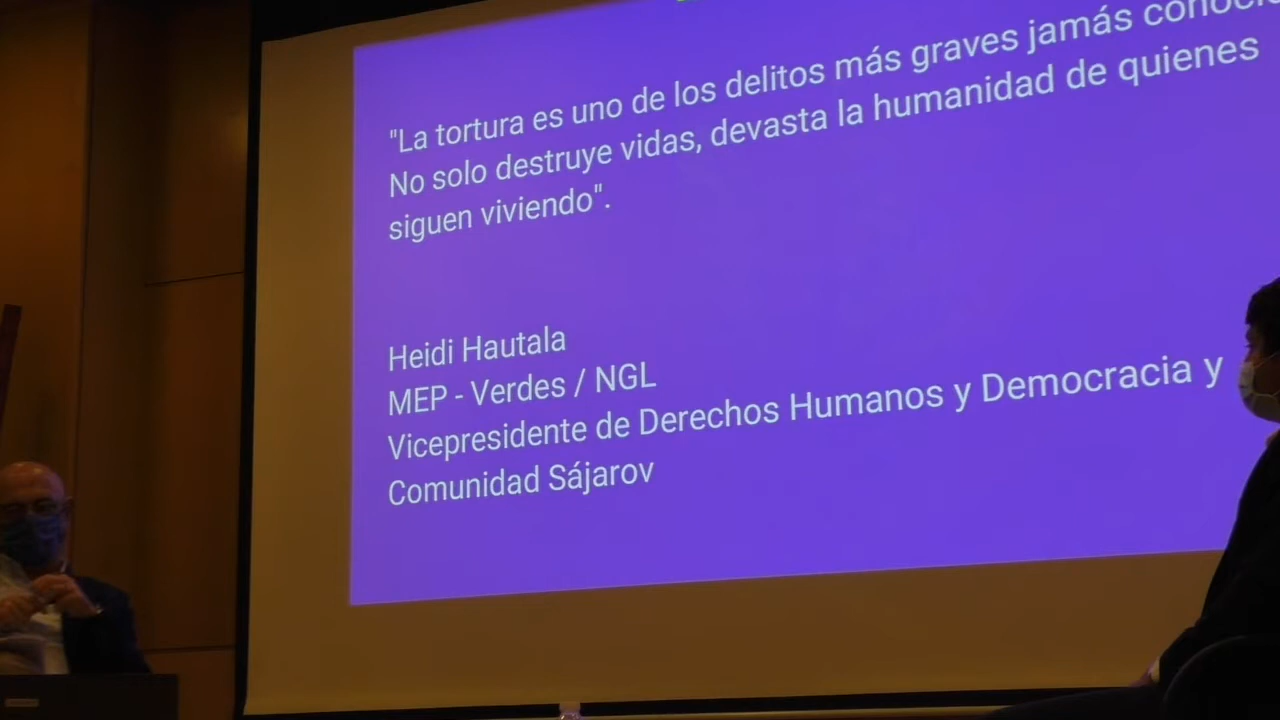 "La tortura es uno de los delitos más graves jamás
No solo destruye vidas, devasta la humanidad de quienes
siguen viviendo".
Heidi Hautala
MEP - Verdes / NGL
Vicepresidente de Derechos Humanos y Democracia y
Comunidad Sájarov